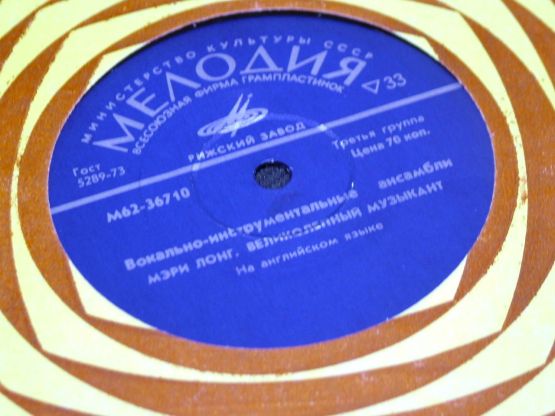 МИНИСТЕРСТВО КУЛЬТУРЫ СССР
МЕЛОДИЯ
ВСЕСОЮЗНАЯ ФИРМА ГРАМПЛАСТИНОК
33
РИЖСКИЙ ЗАВОД
Гост
5289-73
Третья группа
Цена 70 коп.
М62-36710
Вокально-инструментальные ансамбли
МЭРИ ЛОНГ, ВЕЛИКОЛЕПНЫЙ МУЗЫКАНТ
На английском языке